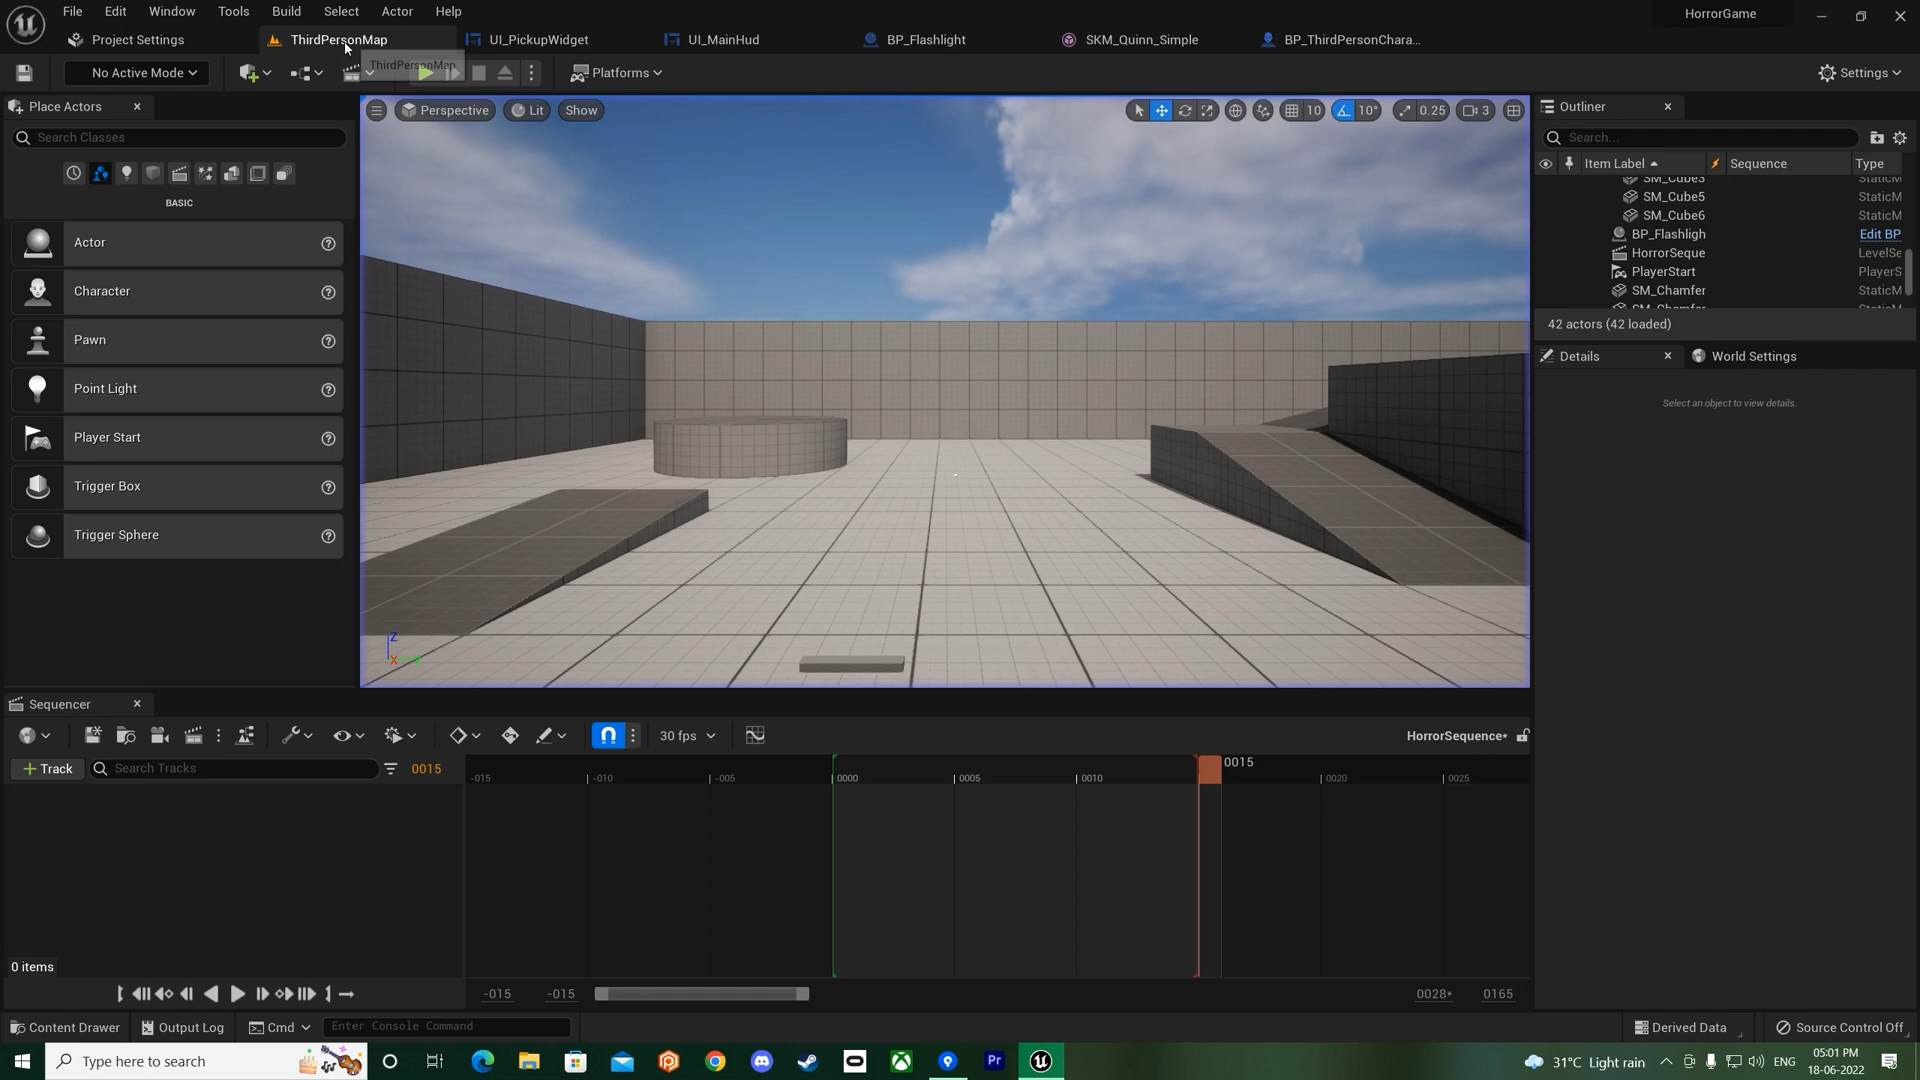 File Edit Window Tools Build Select Actor Help HorrorGame
Project Settings ThirdPersonMap UI_PickupWidget UI_MainHud BP_Flashlight SKM_Quinn_Simple BP_ThirdPersonChara...
No Active Mode ThirdPersonMap Platforms Settings
Place Actors
Search Classes
BASIC
Actor
Character
Pawn
Point Light
Player Start
Trigger Box
Trigger Sphere
Perspective Lit Show 10 10° 0.25 3
Z
X
Outliner
Search...
Item Label Sequence Type
SM_Cube3 StaticM
SM_Cube5 StaticM
SM_Cube6 StaticM
BP_Flashligh Edit BP
HorrorSeque LevelSe
PlayerStart PlayerS
SM_Chamfer StaticM
42 actors (42 loaded)
Details World Settings
Select an object to view details.
Sequencer
30 fps HorrorSequence*
Track Search Tracks 0015
-015 -010 -005 0000 0005 0010 0015 0020 0025
0 items
-015 -015 0028* 0165
Content Drawer Output Log Cmd Enter Console Command Derived Data Source Control Off
Type here to search Pr 31°C Light rain ENG 05:01 PM
18-06-2022